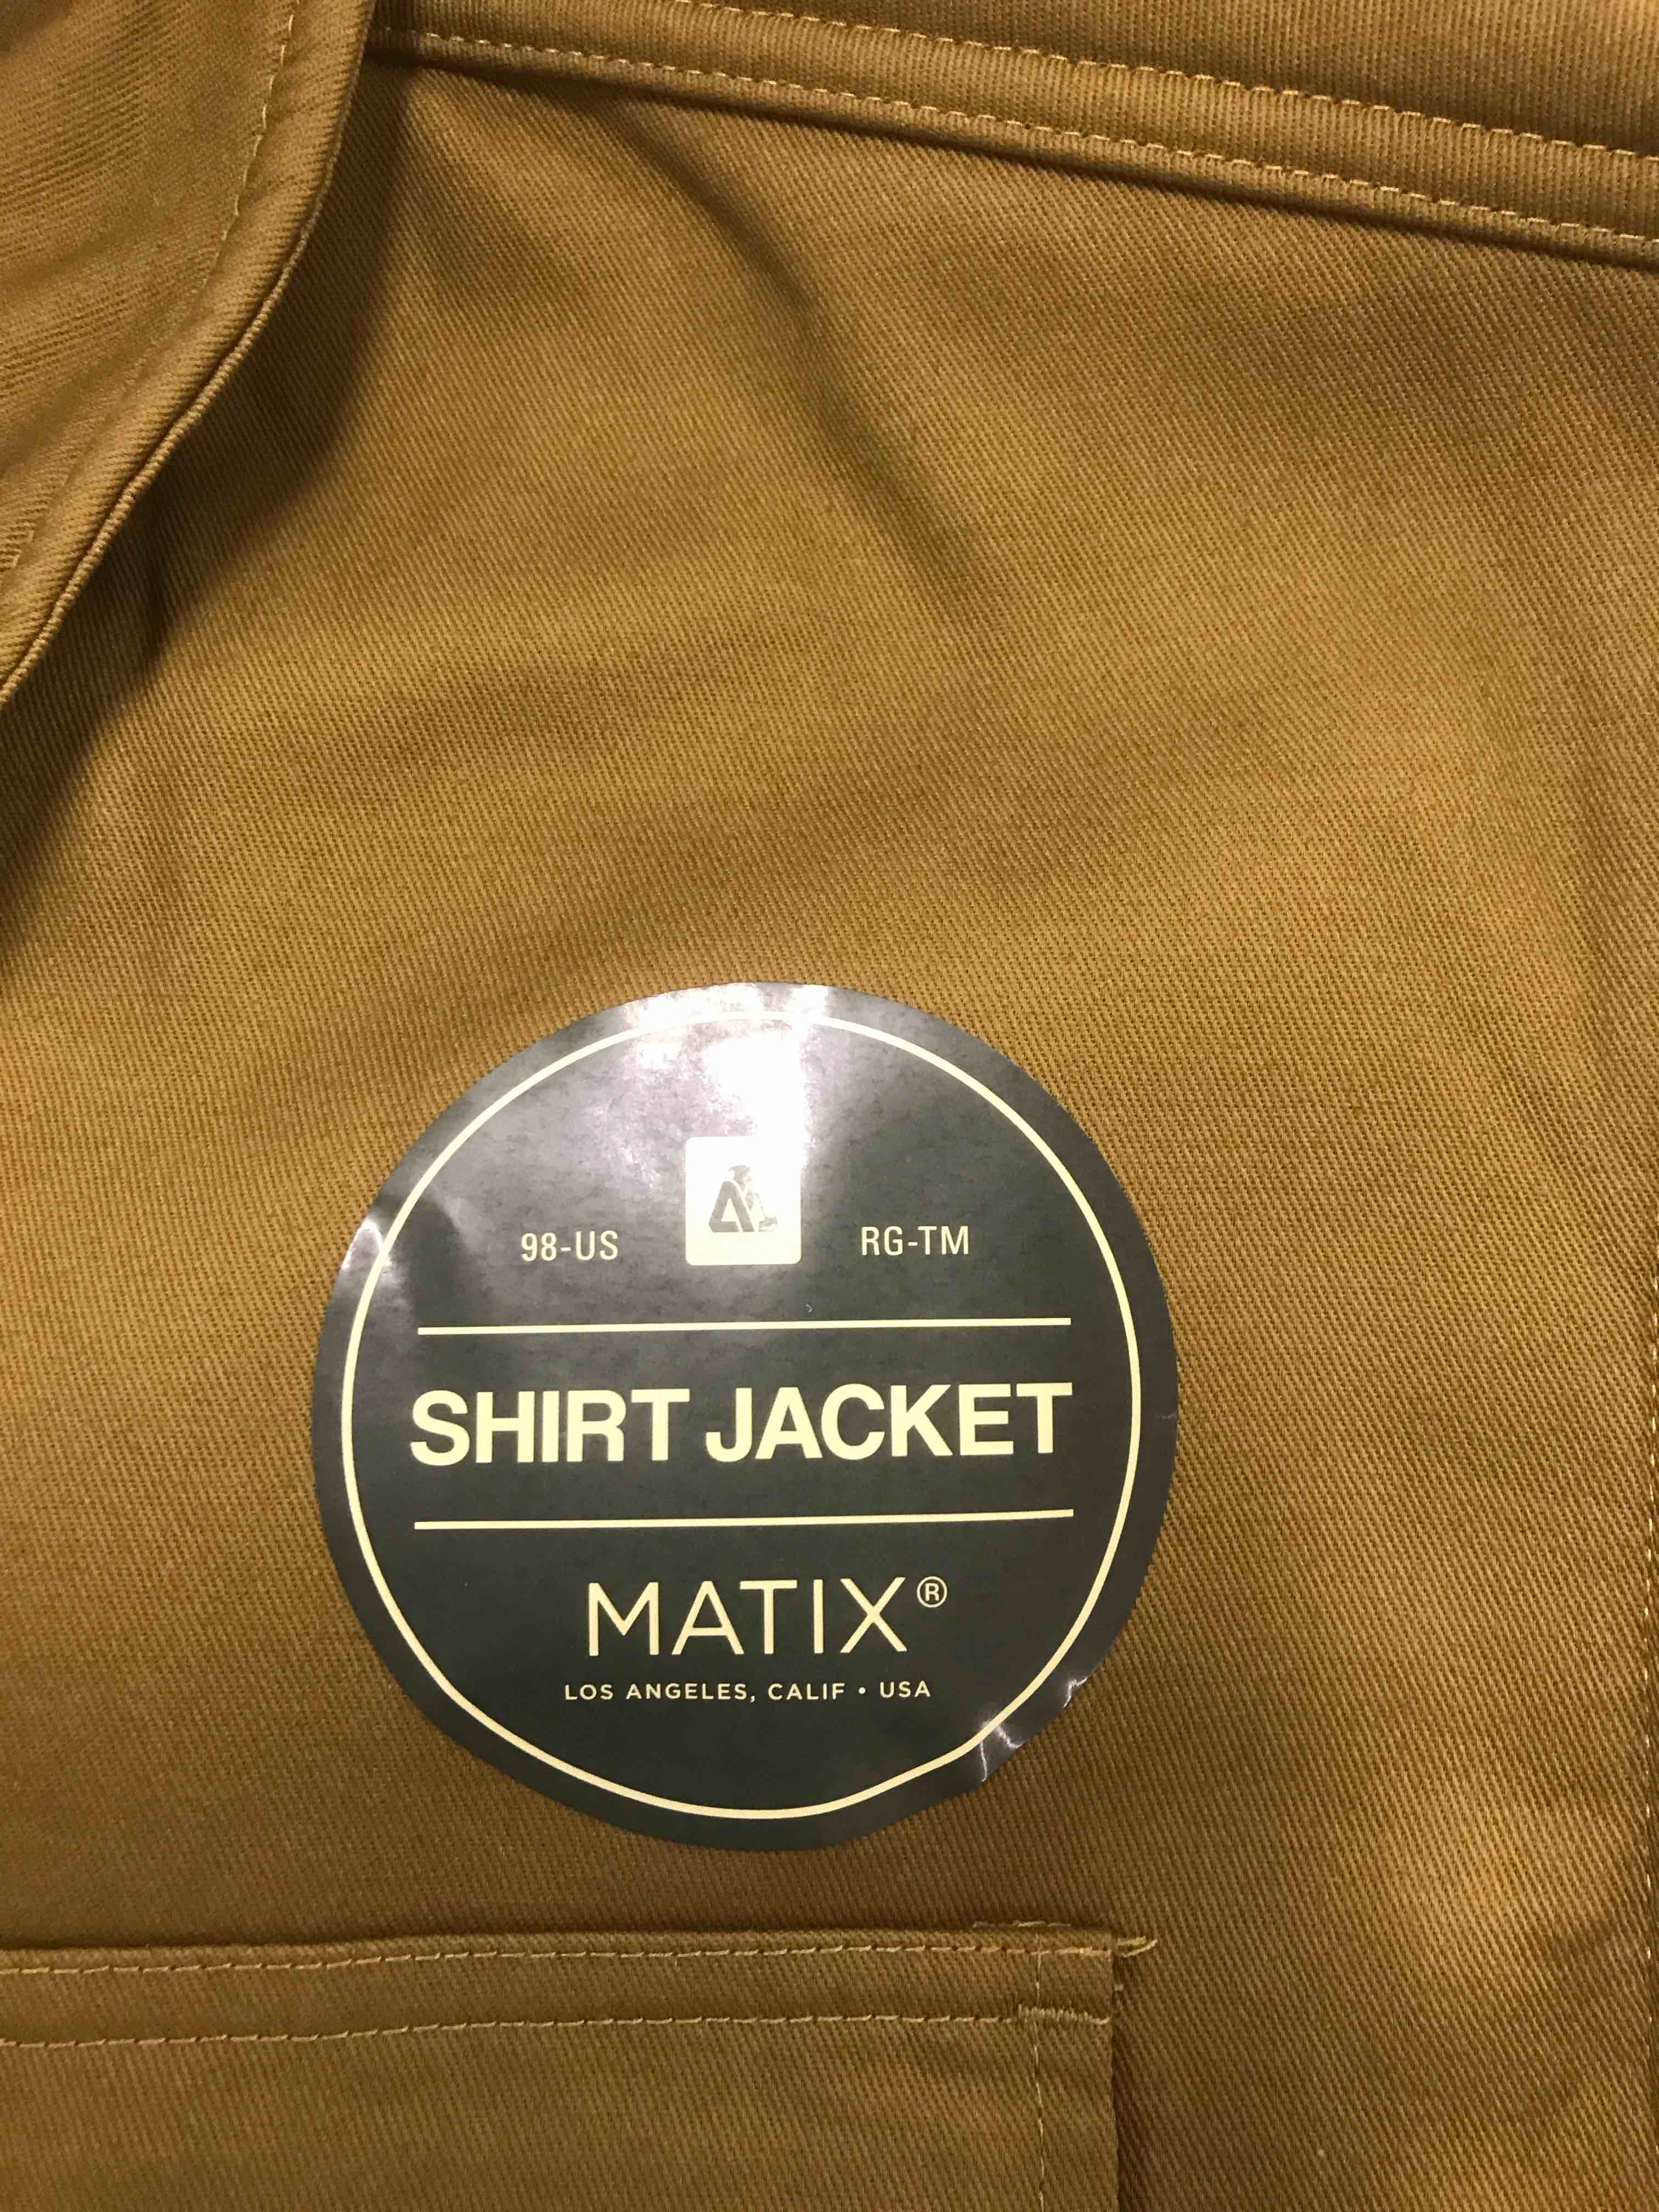 98-US RG-TM
SHIRT JACKET
MATIX®
LOS ANGELES, CALIF • USA